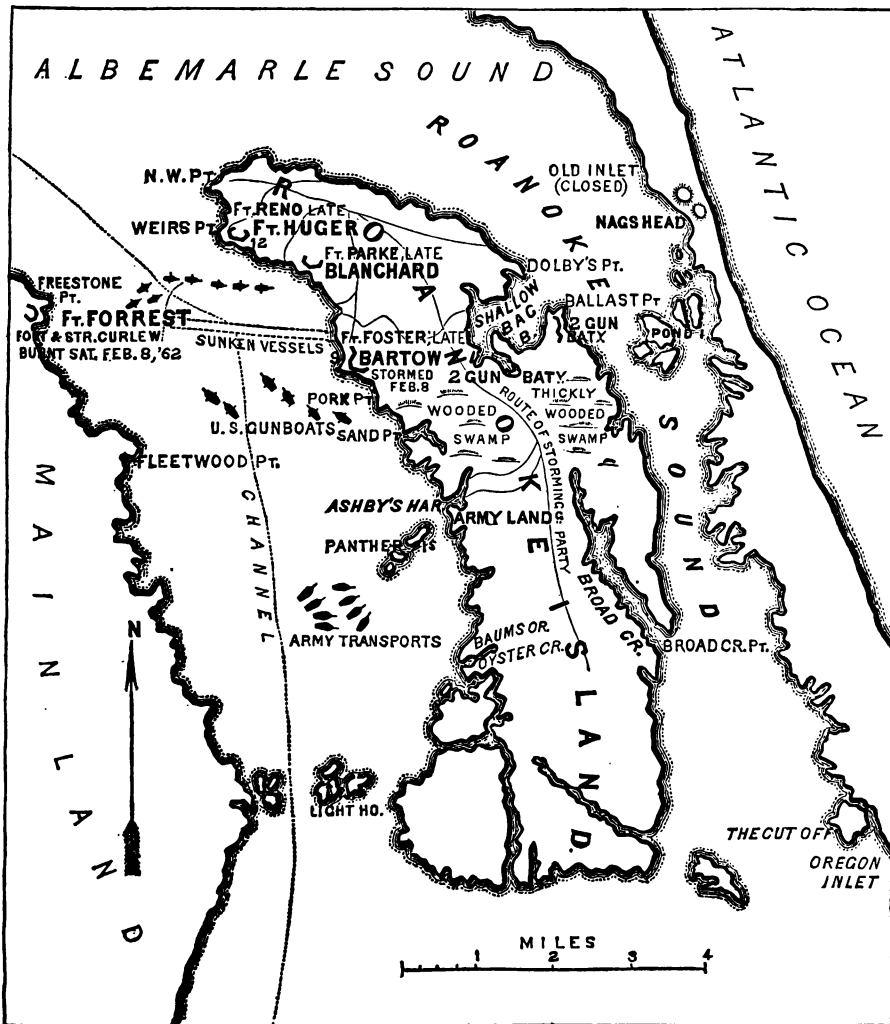 ALBEMARLE SOUND
ATLANTIC OCEAN
ROANOKE SOUND
OLD INLET
(CLOSED)
N.W. PT.
NAGS HEAD
ROANOKE ISLAND.
FT. RENO LATE
WEIRS PT.
FT. HUGER
12
FT. PARKE, LATE
BLANCHARD
DOLBY'S PT.
FREESTONE
PT.
SHALLOW
BAG
B.
BALLAST PT
2 GUN
BATY
FT. FORREST
FORT & STR. CURLEW
BURNT SAT. FEB. 8, '62
SUNKEN VESSELS
FT. FOSTER, LATE
9
BARTOW
STORMED
FEB. 8
POND I.
2 GUN BATY
THICKLY
WOODED
SWAMP
WOODED
SWAMP
PORK PT.
U.S. GUNBOATS
SAND PT.
ROUTE OF STORMING PARTY
FLEETWOOD PT.
MAINLAND
CHANNEL
ASHBY'S HAR
ARMY LANDG.
PANTHER IS
BROAD CR.
ARMY TRANSPORTS
N
BAUMS OR
OYSTER CR.
BROAD CR. PT.
LIGHT HO.
THE CUT OFF
OREGON
INLET
MILES
1 2 3 4